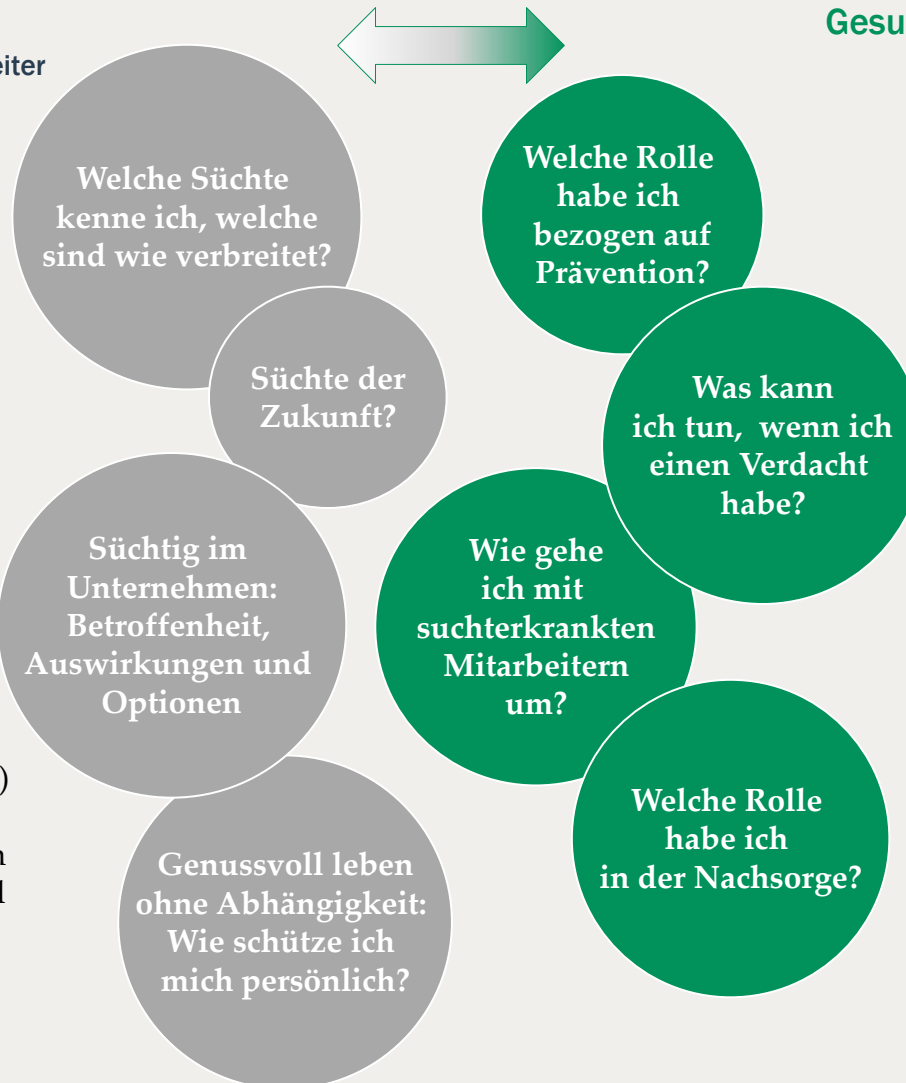 Gesu
eiter
Welche Süchte
kenne ich, welche
sind wie verbreitet?
Süchte der
Zukunft?
Süchtig im
Unternehmen:
Betroffenheit,
Auswirkungen und
Optionen
)
n
l
Genussvoll leben
ohne Abhängigkeit:
Wie schütze ich
mich persönlich?
Welche Rolle
habe ich
bezogen auf
Prävention?
Was kann
ich tun,  wenn ich
einen Verdacht
habe?
Wie gehe
ich mit
suchterkrankten
Mitarbeitern
um?
Welche Rolle
habe ich
in der Nachsorge?